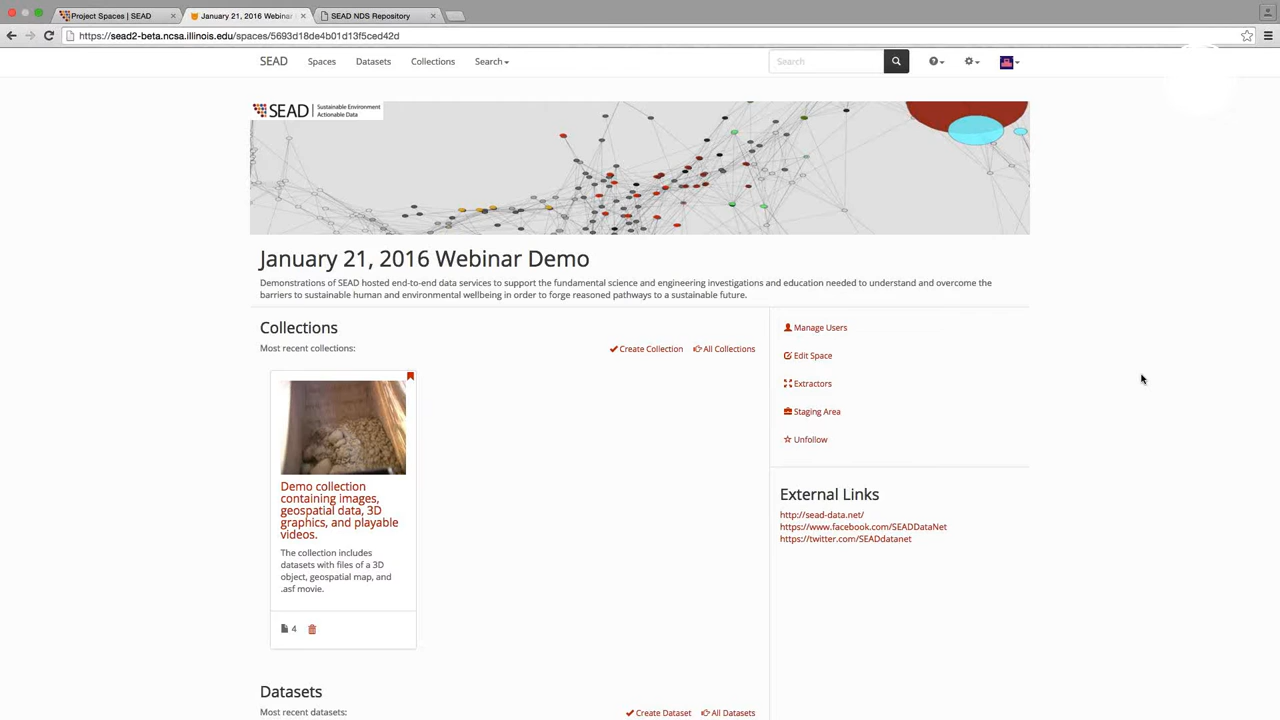 Project Spaces | SEAD
January 21, 2016 Webinar
SEAD NDS Repository
https://sead2-beta.ncsa.illinois.edu/spaces/5693d18de4b01d13f5ced42d
SEAD Spaces Datasets Collections Search
Search
SEAD Sustainable Environment
Actionable Data
January 21, 2016 Webinar Demo
Demonstrations of SEAD hosted end-to-end data services to support the fundamental science and engineering investigations and education needed to understand and overcome the
barriers to sustainable human and environmental wellbeing in order to forge reasoned pathways to a sustainable future.
Collections
Most recent collections:
Create Collection
All Collections
Demo collection
containing images,
geospatial data, 3D
graphics, and playable
videos.
The collection includes
datasets with files of a 3D
object, geospatial map, and
.asf movie.
4
Datasets
Most recent datasets:
Create Dataset
All Datasets
Manage Users
Edit Space
Extractors
Staging Area
Unfollow
External Links
http://sead-data.net/
https://www.facebook.com/SEADDataNet
https://twitter.com/SEADdatanet